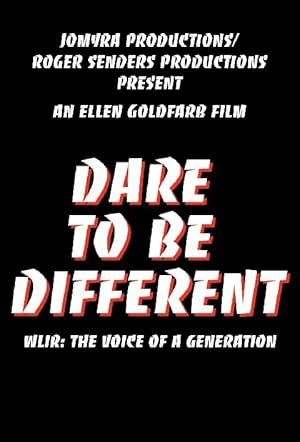 JOMYRA PRODUCTIONS/
ROGER SENDERS PRODUCTIONS
PRESENT
AN ELLEN GOLDFARB FILM
DARE
TO BE
DIFFERENT
WLIR: THE VOICE OF A GENERATION